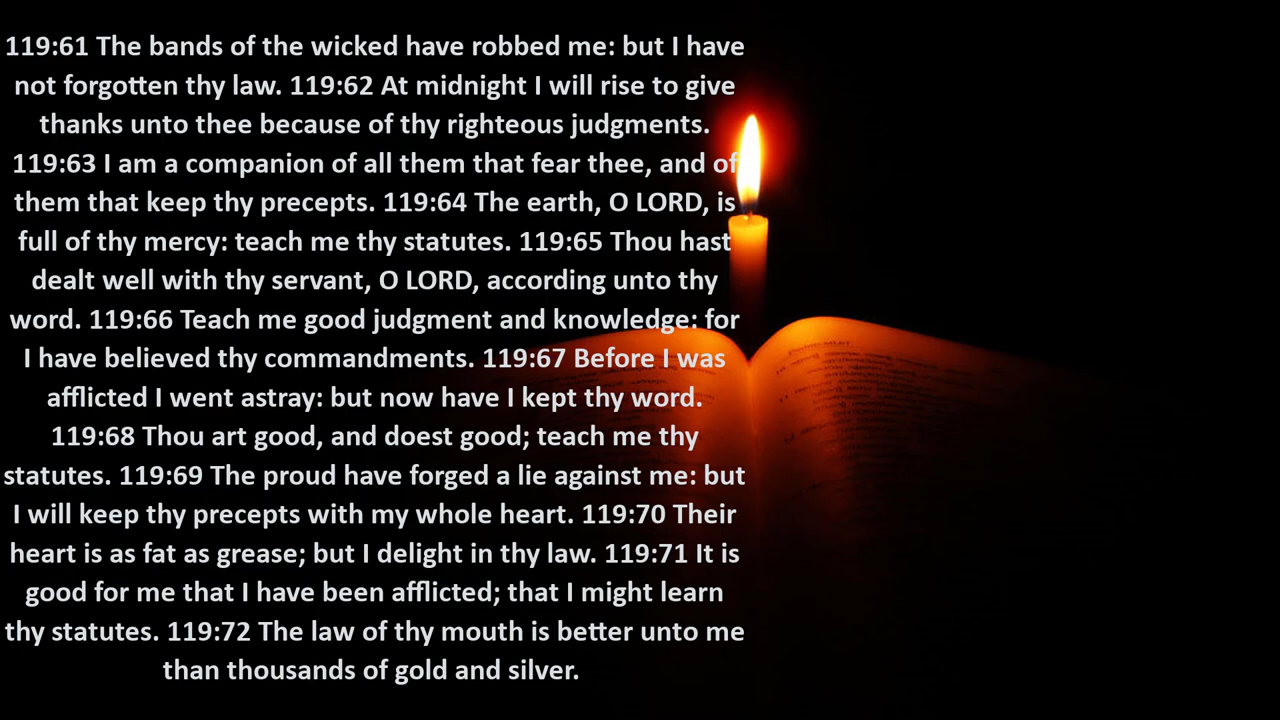 119:61 The bands of the wicked have robbed me: but I have
not forgotten thy law. 119:62 At midnight I will rise to give
thanks unto thee because of thy righteous judgments.
119:63 I am a companion of all them that fear thee, and of
them that keep thy precepts. 119:64 The earth, O LORD, is
full of thy mercy: teach me thy statutes. 119:65 Thou hast
dealt well with thy servant, O LORD, according unto thy
word. 119:66 Teach me good judgment and knowledge: for
I have believed thy commandments. 119:67 Before I was
afflicted I went astray: but now have I kept thy word.
119:68 Thou art good, and doest good; teach me thy
statutes. 119:69 The proud have forged a lie against me: but
I will keep thy precepts with my whole heart. 119:70 Their
heart is as fat as grease; but I delight in thy law. 119:71 It is
good for me that I have been afflicted; that I might learn
thy statutes. 119:72 The law of thy mouth is better unto me
than thousands of gold and silver.